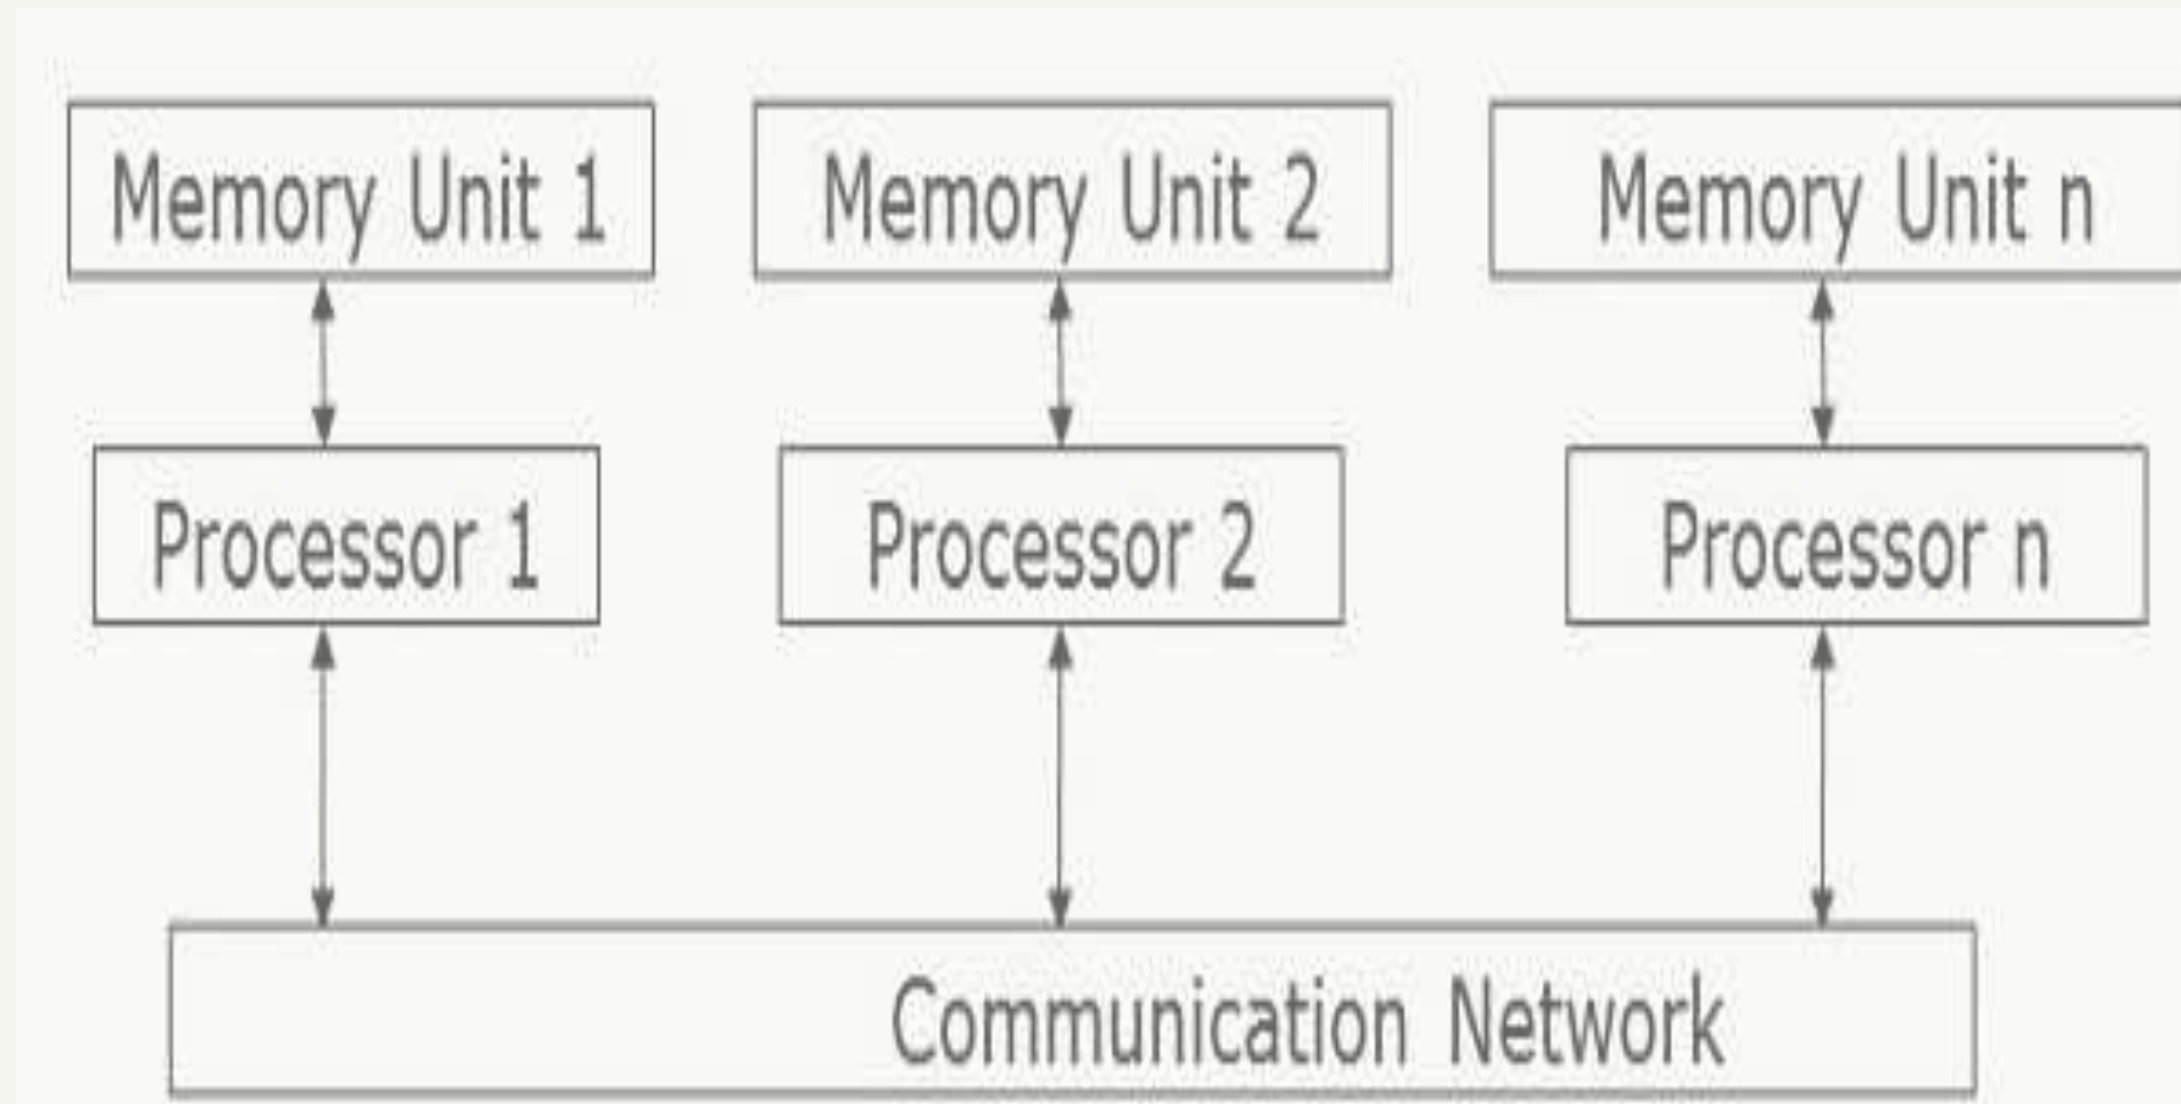 Memory Unit 1
Memory Unit 2
Memory Unit n
Processor 1
Processor 2
Processor n
Communication Network